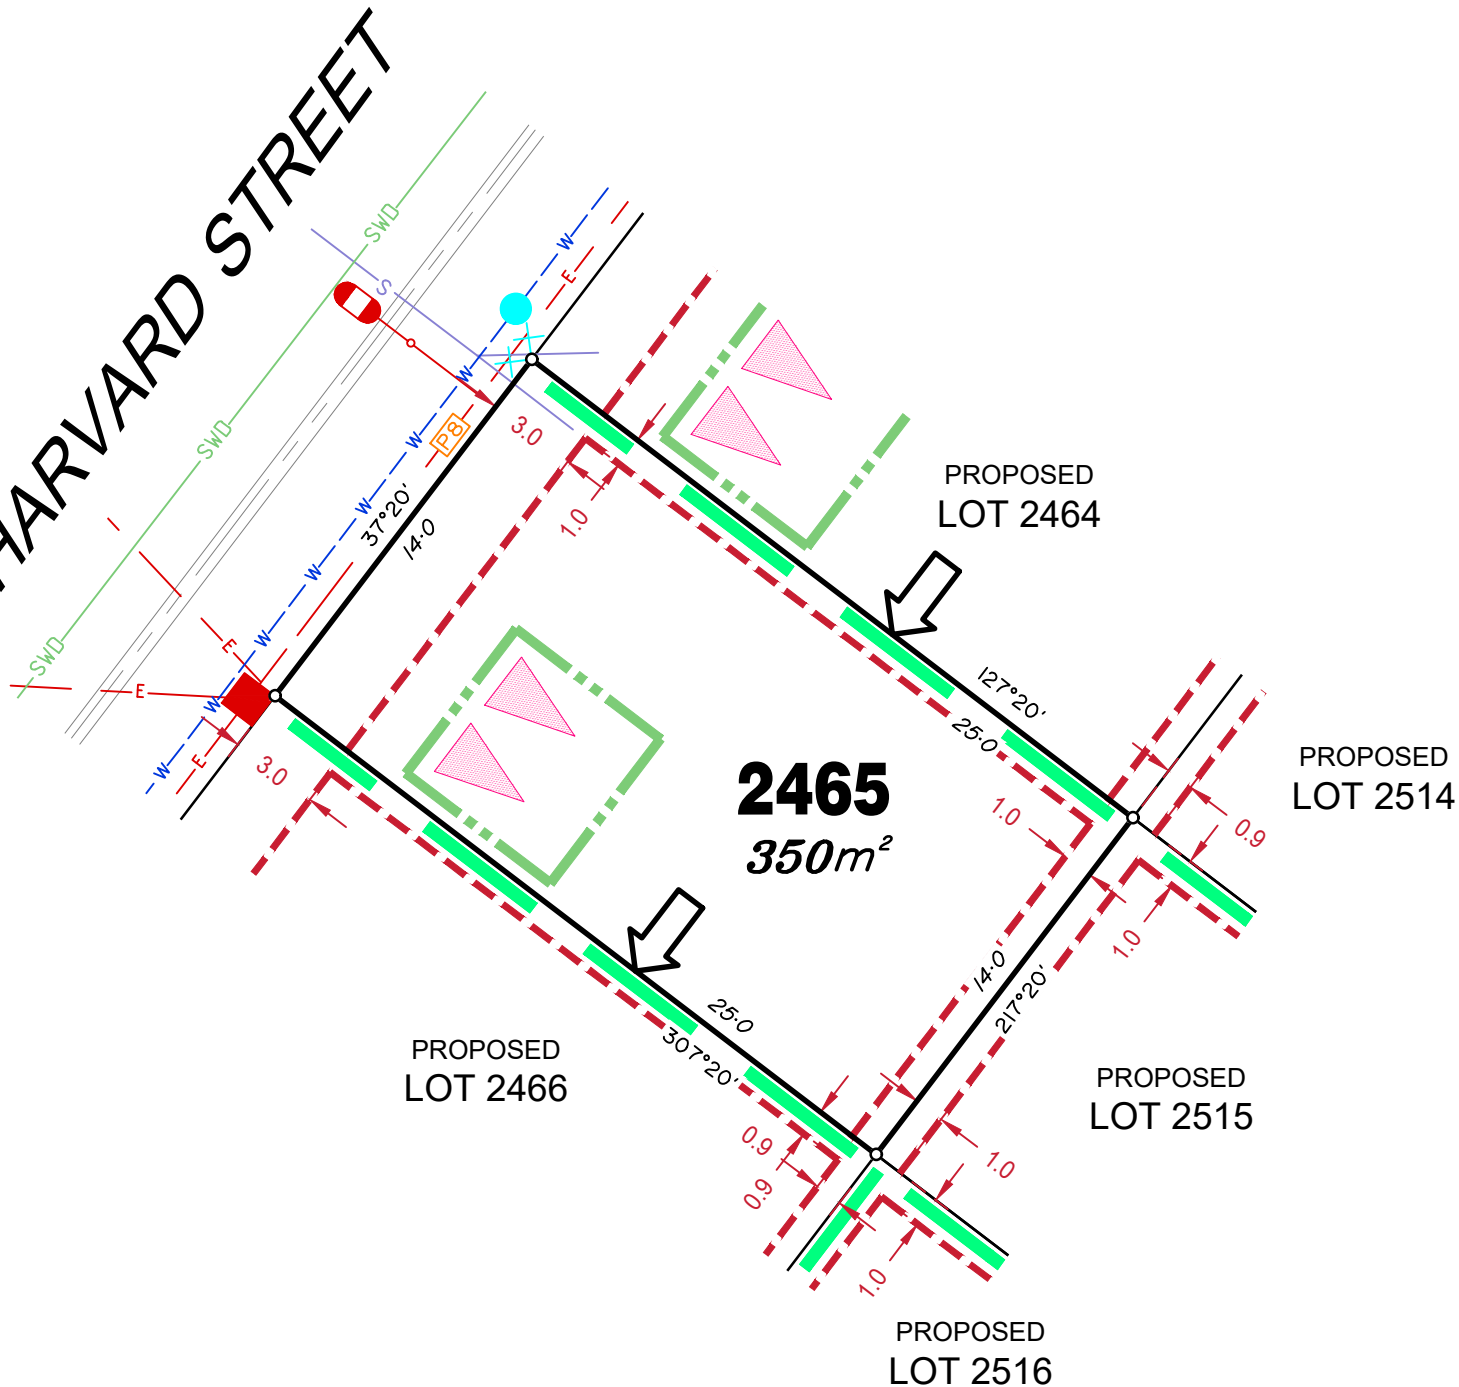 HARVARD STREET
SWD
S
W
E
W
3.0
P8
W
SWD
37°20'
14·0
W
1.0
PROPOSED
LOT 2464
W
W
E
SWD
E
W
E
W
3.0
127°20'
25·0
2465
350m²
1.0
PROPOSED
LOT 2514
0.9
1.0
14·0
217°20'
25·0
307°20'
PROPOSED
LOT 2466
PROPOSED
LOT 2515
0.9
0.9
1.0
1.0
PROPOSED
LOT 2516